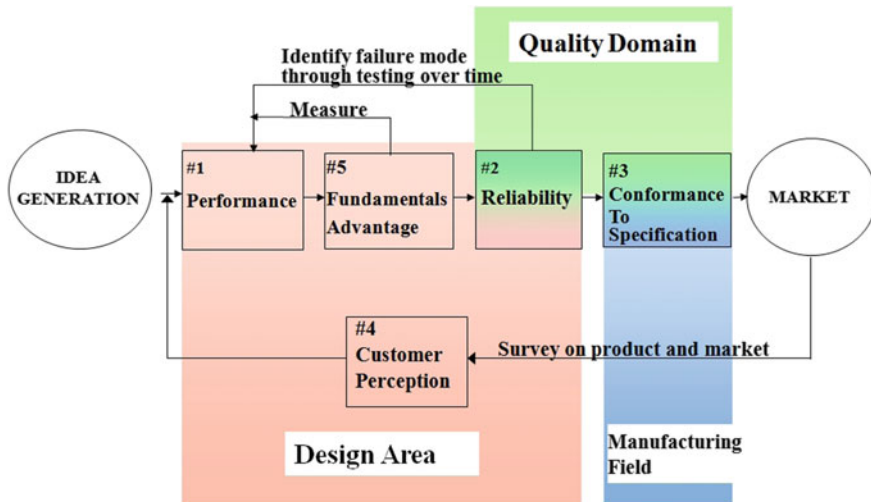 Quality Domain
Identify failure mode
through testing over time
Measure
IDEA
GENERATION
#1
Performance
#5
Fundamentals
Advantage
#2
Reliability
#3
Conformance
To
Specification
MARKET
#4
Customer
Perception
Survey on product and market
Design Area
Manufacturing
Field